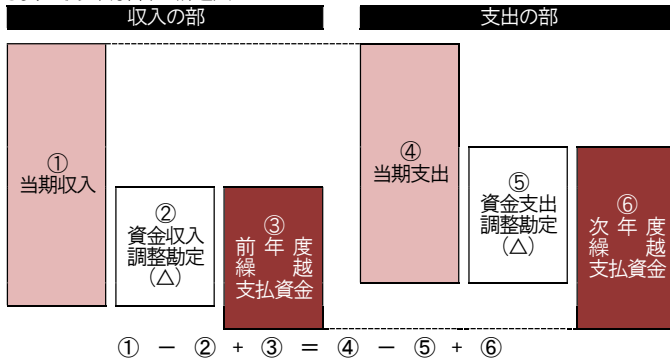 収入の部
支出の部
①
当期収入
②
資金収入
調整勘定
(△)
③
前年度
繰越
支払資金
④
当期支出
⑤
資金支出
調整勘定
(△)
⑥
次年度
繰越
支払資金
① － ② + ③ = ④ － ⑤ + ⑥